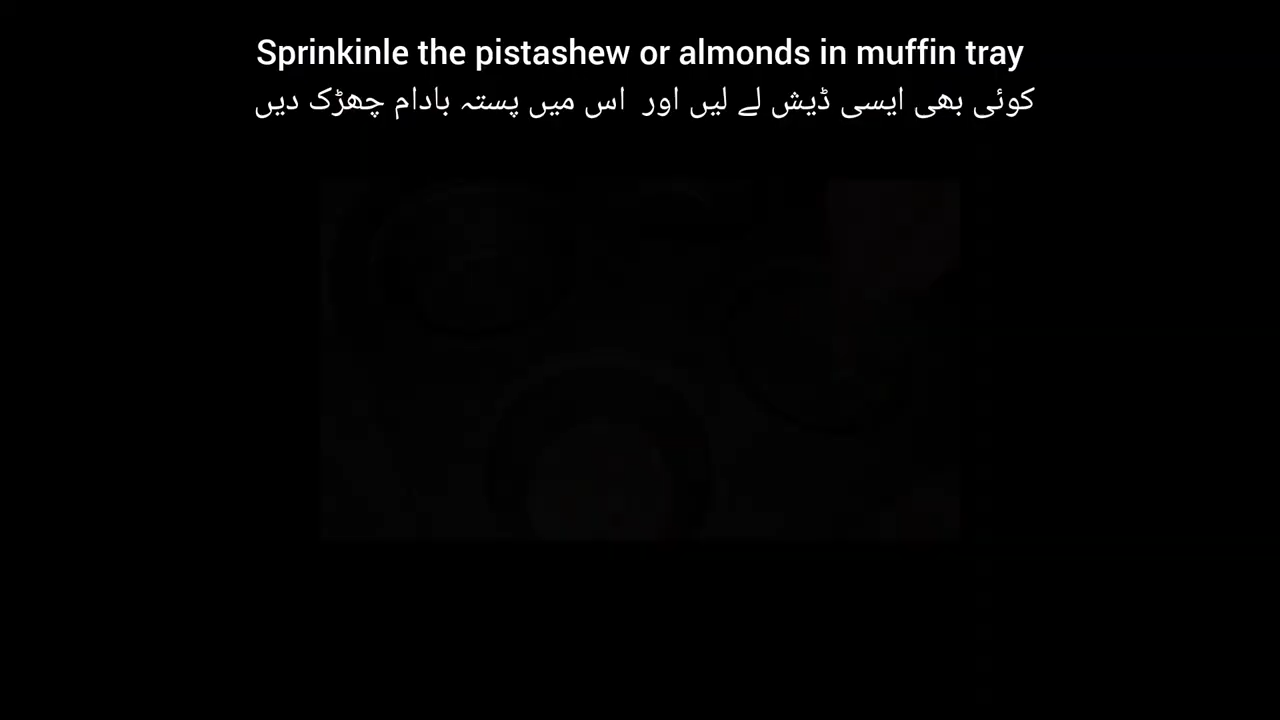 Sprinkinle the pistashew or almonds in muffin tray
کوئی بھی ایسی ڈیش لے لیں اور اس میں پستہ بادام چھڑک دیں